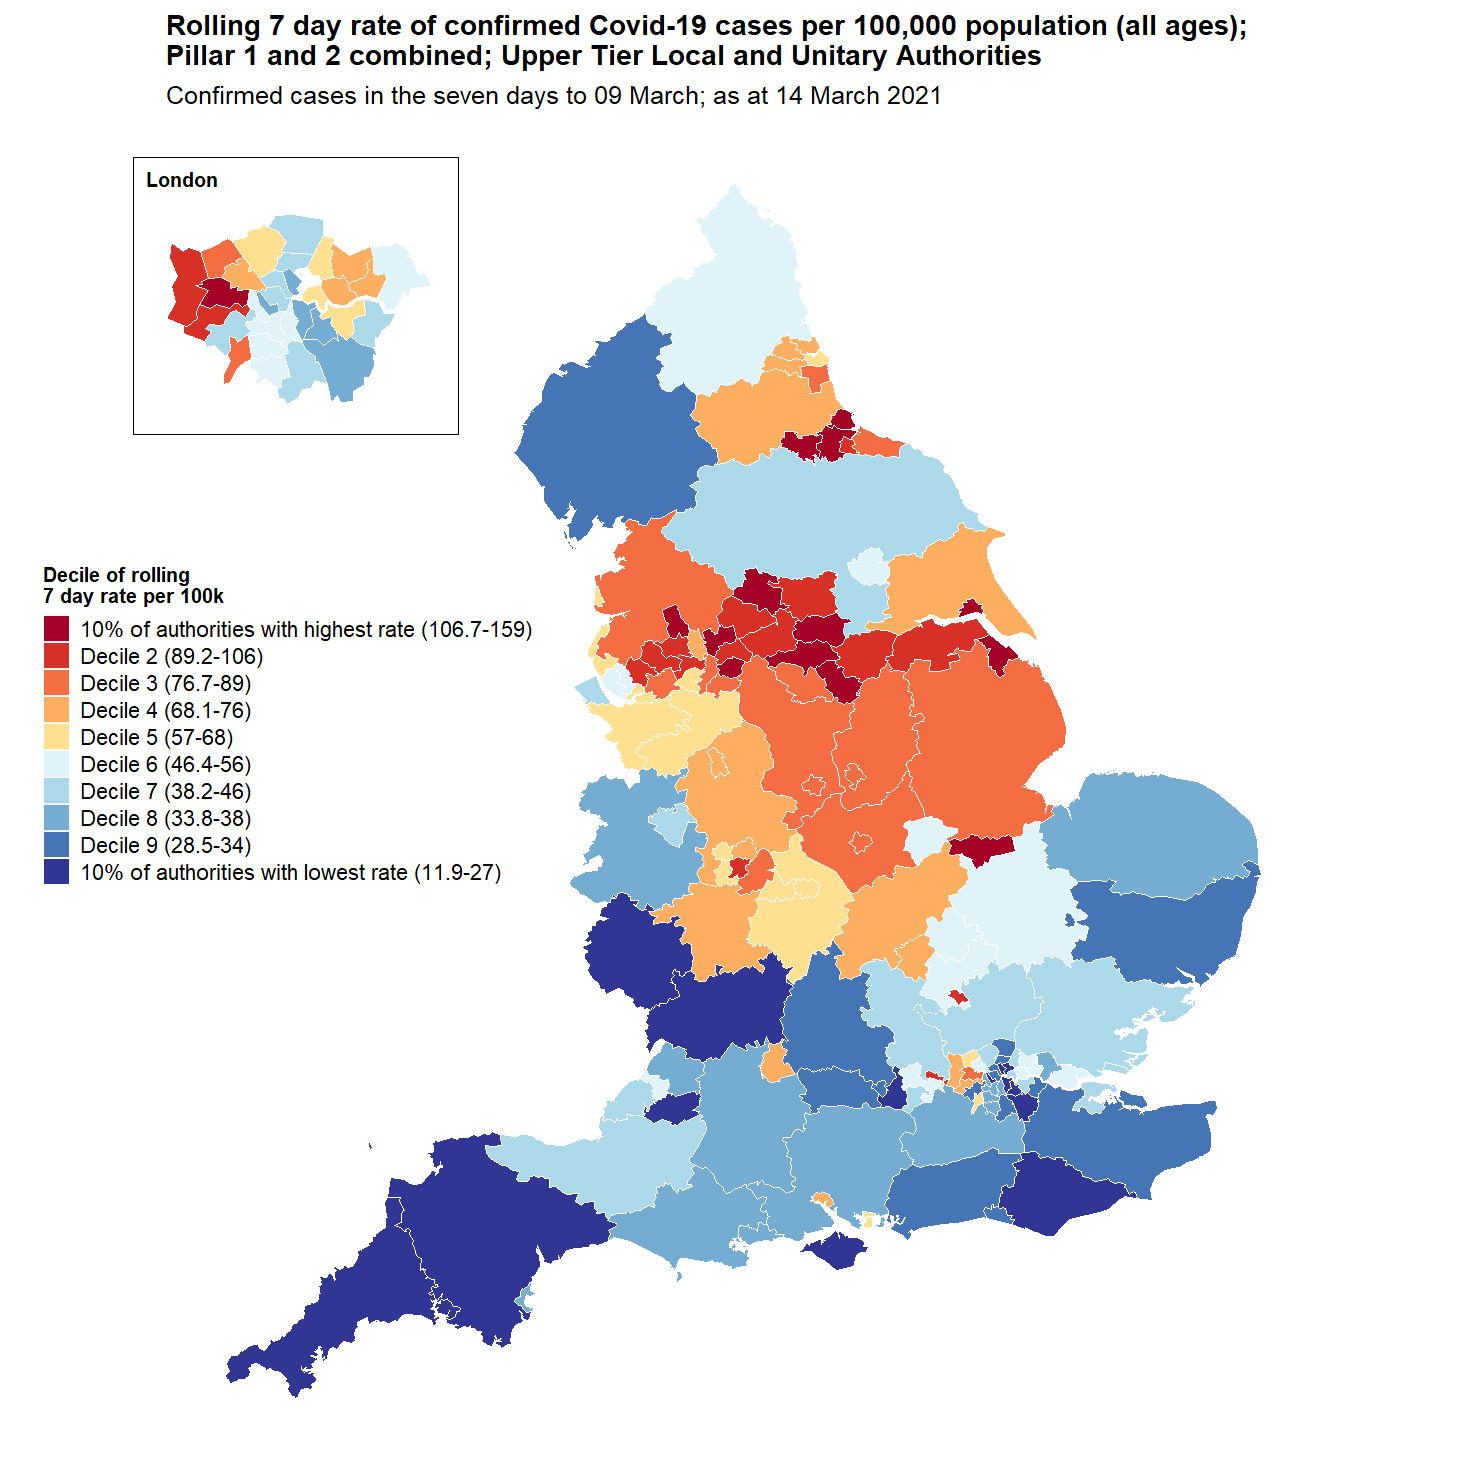 Rolling 7 day rate of confirmed Covid-19 cases per 100,000 population (all ages);
Pillar 1 and 2 combined; Upper Tier Local and Unitary Authorities
Confirmed cases in the seven days to 09 March; as at 14 March 2021
London
Decile of rolling
7 day rate per 100k
10% of authorities with highest rate (106.7-159)
Decile 2 (89.2-106)
Decile 3 (76.7-89)
Decile 4 (68.1-76)
Decile 5 (57-68)
Decile 6 (46.4-56)
Decile 7 (38.2-46)
Decile 8 (33.8-38)
Decile 9 (28.5-34)
10% of authorities with lowest rate (11.9-27)